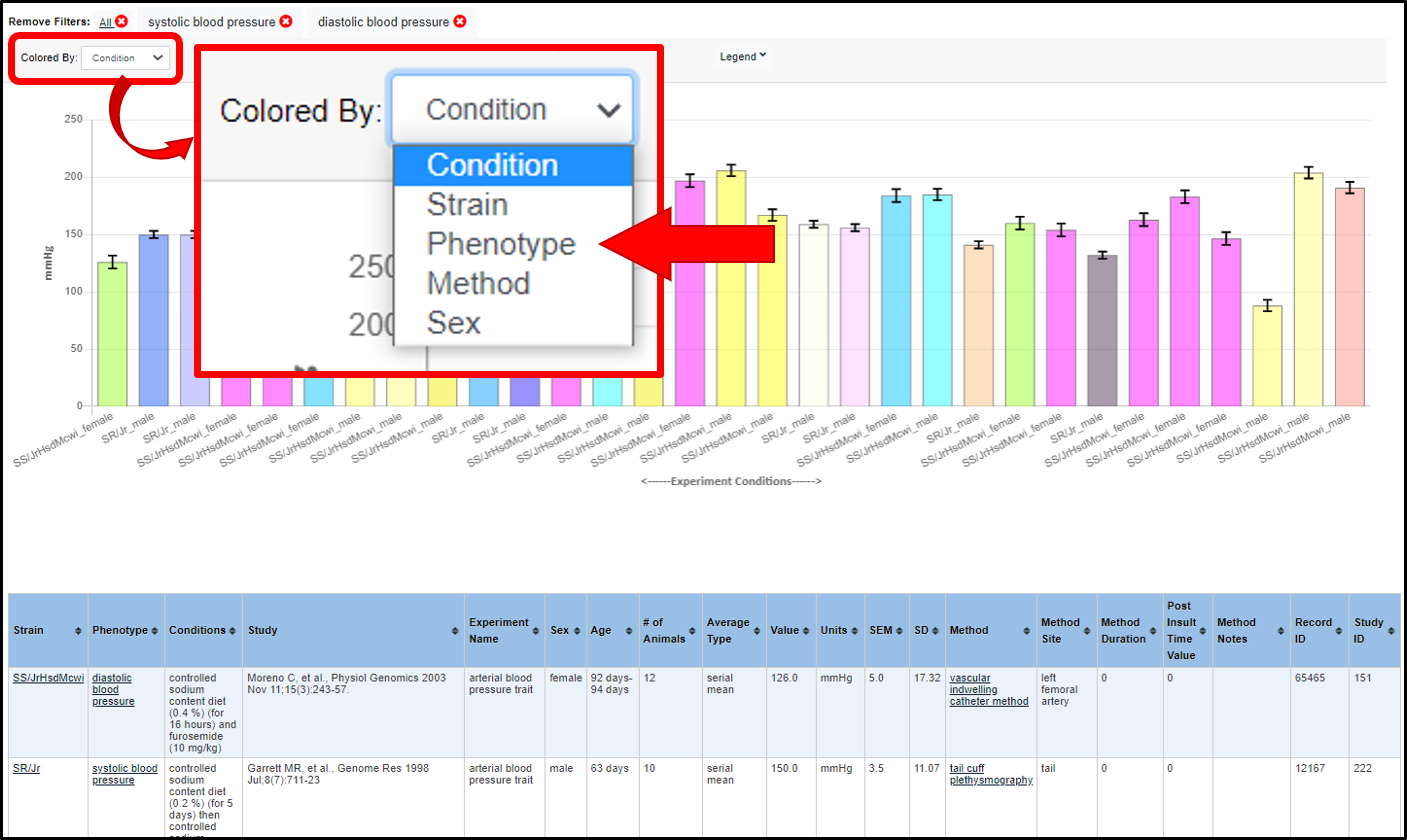 Remove Filters: All systolic blood pressure diastolic blood pressure
Colored By: Condition
Legend
Colored By: Condition
Condition
Strain
Phenotype
Method
Sex
250
200
250
200
150
100
50
0
mmHg
SS/JrHsdMcwi_female
SR/Jr_male
SR/Jr_male
SS/JrHsdMcwi_female
SS/JrHsdMcwi_female
SS/JrHsdMcwi_female
SS/JrHsdMcwi_male
SS/JrHsdMcwi_male
SS/JrHsdMcwi_male
SR/Jr_male
SR/Jr_male
SS/JrHsdMcwi_female
SS/JrHsdMcwi_male
SS/JrHsdMcwi_male
SS/JrHsdMcwi_female
SS/JrHsdMcwi_male
SS/JrHsdMcwi_male
SR/Jr_male
SR/Jr_male
SS/JrHsdMcwi_female
SS/JrHsdMcwi_male
SR/Jr_male
SS/JrHsdMcwi_female
SS/JrHsdMcwi_female
SR/Jr_male
SS/JrHsdMcwi_female
SS/JrHsdMcwi_female
SS/JrHsdMcwi_female
SS/JrHsdMcwi_male
SS/JrHsdMcwi_male
SS/JrHsdMcwi_male
<------Experiment Conditions------>
Strain
Phenotype
Conditions
Study
Experiment
Name
Sex
Age
# of
Animals
Average
Type
Value
Units
SEM
SD
Method
Method
Site
Method
Duration
Post
Insult
Time
Value
Method
Notes
Record
ID
Study
ID
SS/JrHsdMcwi
diastolic
blood
pressure
controlled
sodium
content diet
(0.4 %) (for
16 hours) and
furosemide
(10 mg/kg)
Moreno C, et al., Physiol Genomics 2003
Nov 11;15(3):243-57.
arterial blood
pressure trait
female
92 days-
94 days
12
serial
mean
126.0
mmHg
5.0
17.32
vascular
indwelling
catheter method
left
femoral
artery
0
0
65465
151
SR/Jr
systolic blood
pressure
controlled
sodium
content diet
(0.2 %) (for 5
days) then
controlled
sodium
Garrett MR, et al., Genome Res 1998
Jul;8(7):711-23
arterial blood
pressure trait
male
63 days
10
serial
mean
150.0
mmHg
3.5
11.07
tail cuff
plethysmography
tail
0
0
12167
222